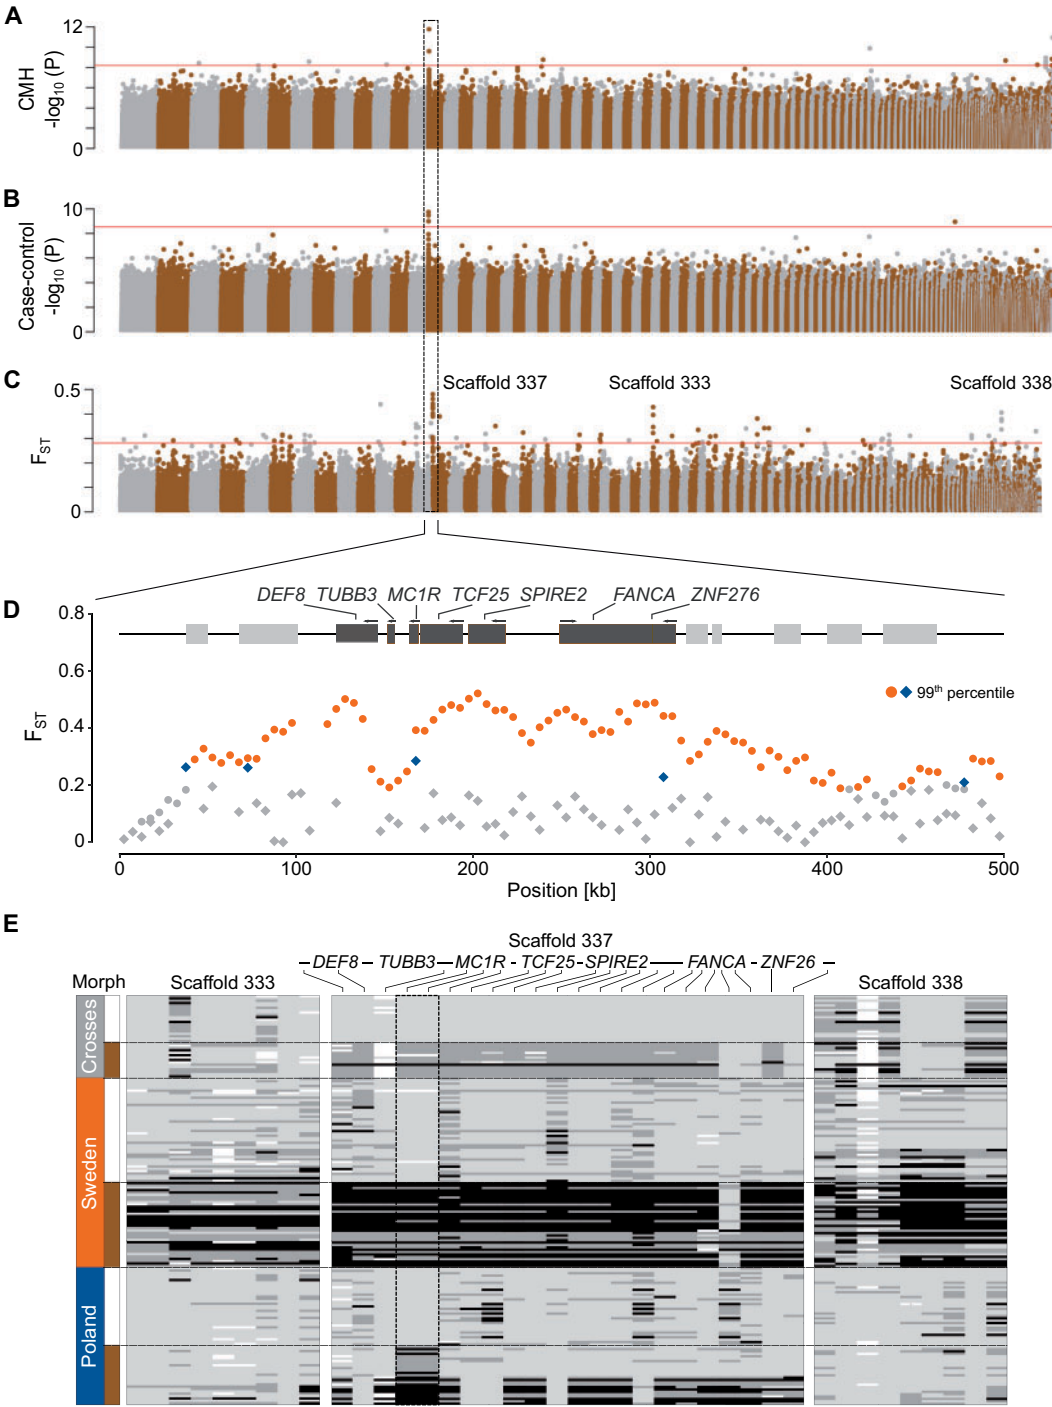 A
12
0
CMH
-log10 (P)
B
10
0
Case-control
-log10 (P)
C
Scaffold 337
Scaffold 333
Scaffold 338
0.5
0
FST
D
DEF8 TUBB3 MC1R TCF25 SPIRE2 FANCA ZNF276
0.8
0.6
0.4
0.2
0
FST
99th percentile
0 100 200 300 400 500
Position [kb]
E
Scaffold 337
DEF8 TUBB3 MC1R TCF25 SPIRE2 FANCA ZNF26
Morph
Scaffold 333
Scaffold 338
Crosses
Sweden
Poland